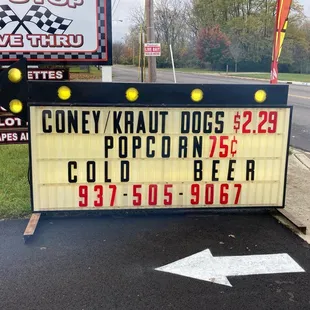 VE THRU
ETTES
CONEY/KRAUT DOGS $2.29
POPCORN 75¢
COLD BEER
937-505-9067